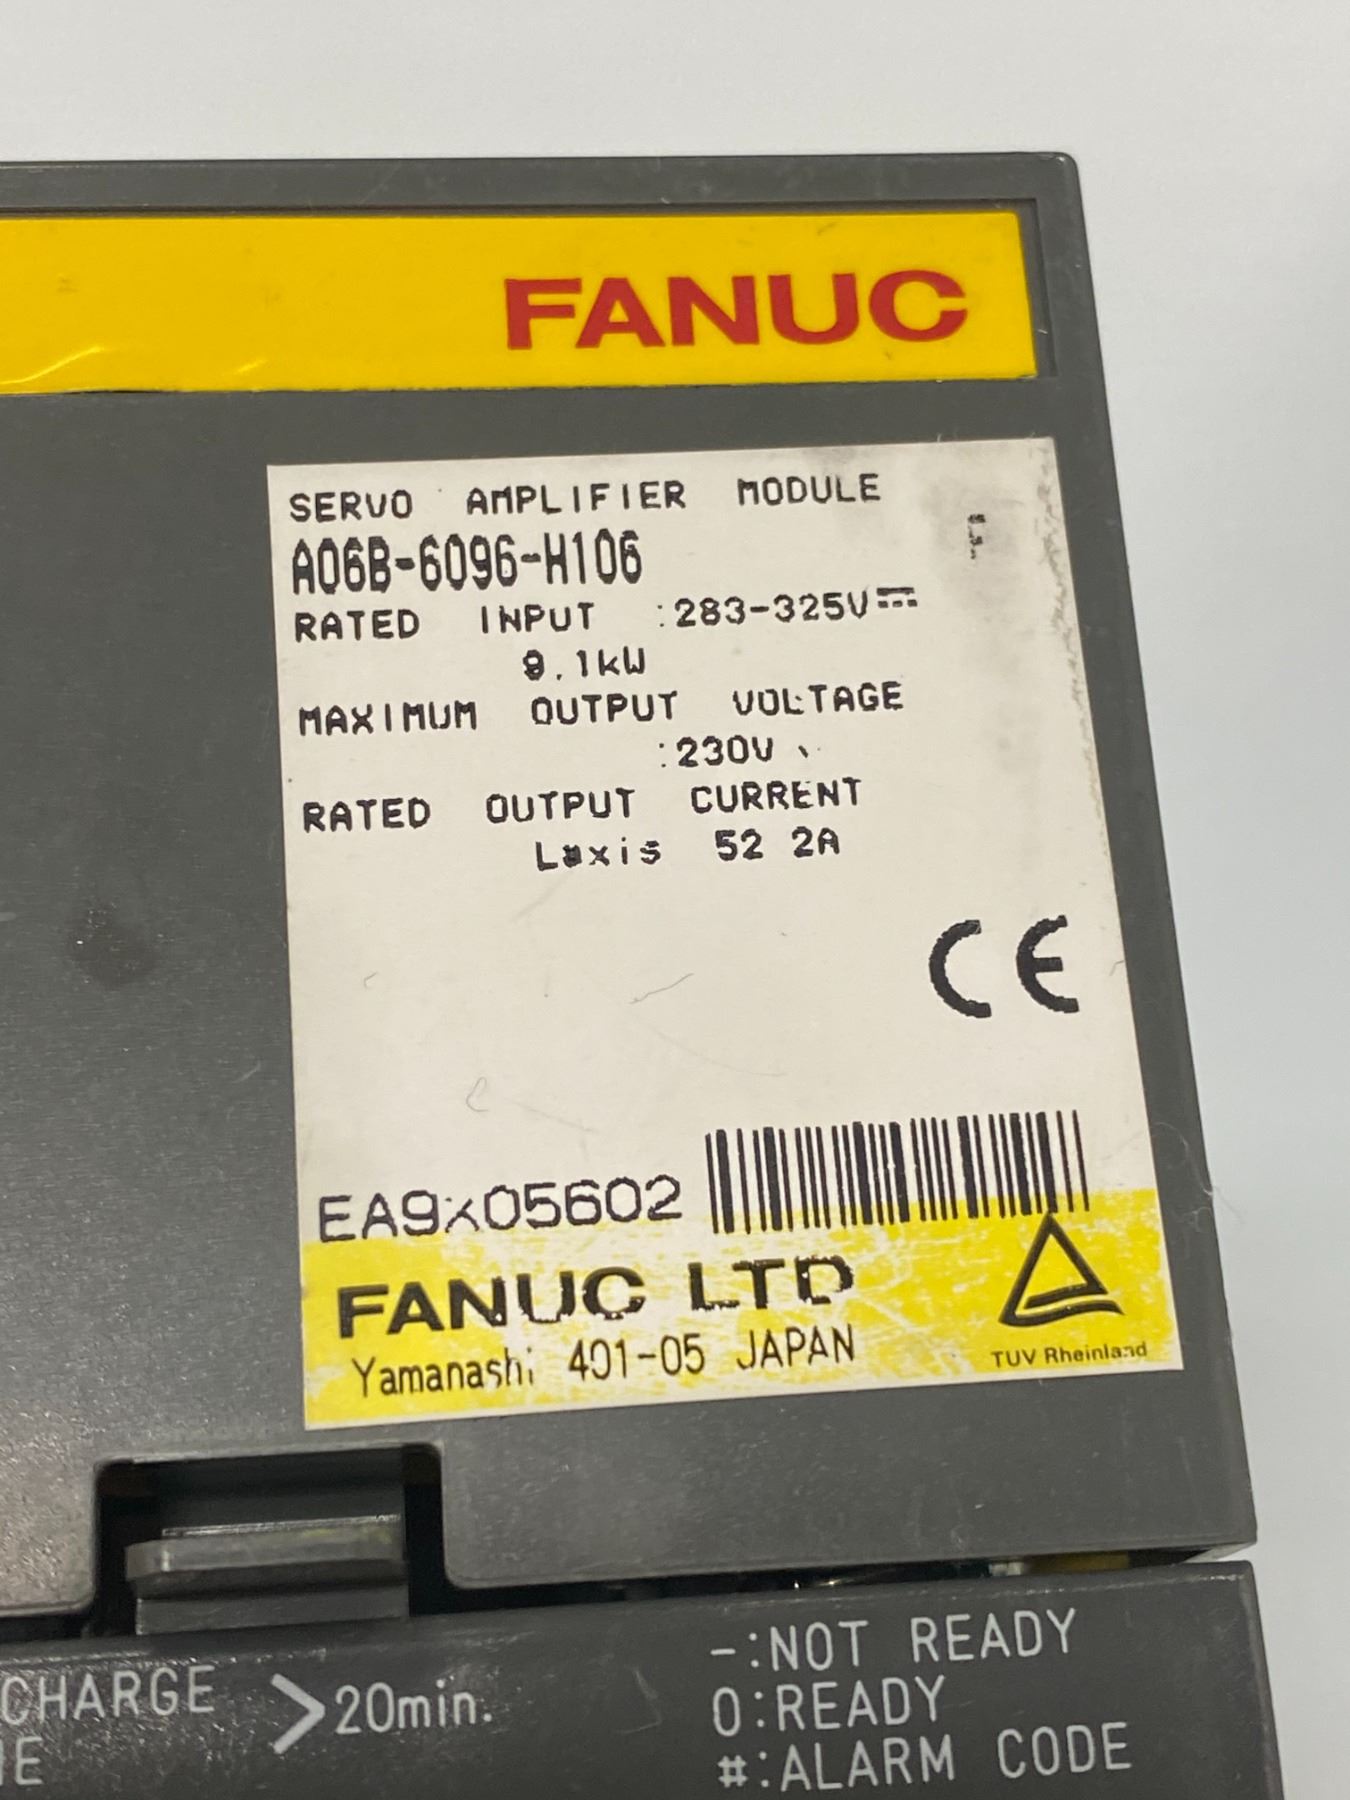 FANUC
SERVO AMPLIFIER MODULE
A06B-6096-H106
F
RATED INPUT :283-325V⎓
9.1kW
MAXIMUM OUTPUT VOLTAGE
:230V
RATED OUTPUT CURRENT
Laxis 52 2A
CE
EA9X05602
FANUC LTD
Yamanashi 401-05 JAPAN
TUV Rheinland
CHARGE >20min.
-:NOT READY
0:READY
#:ALARM CODE